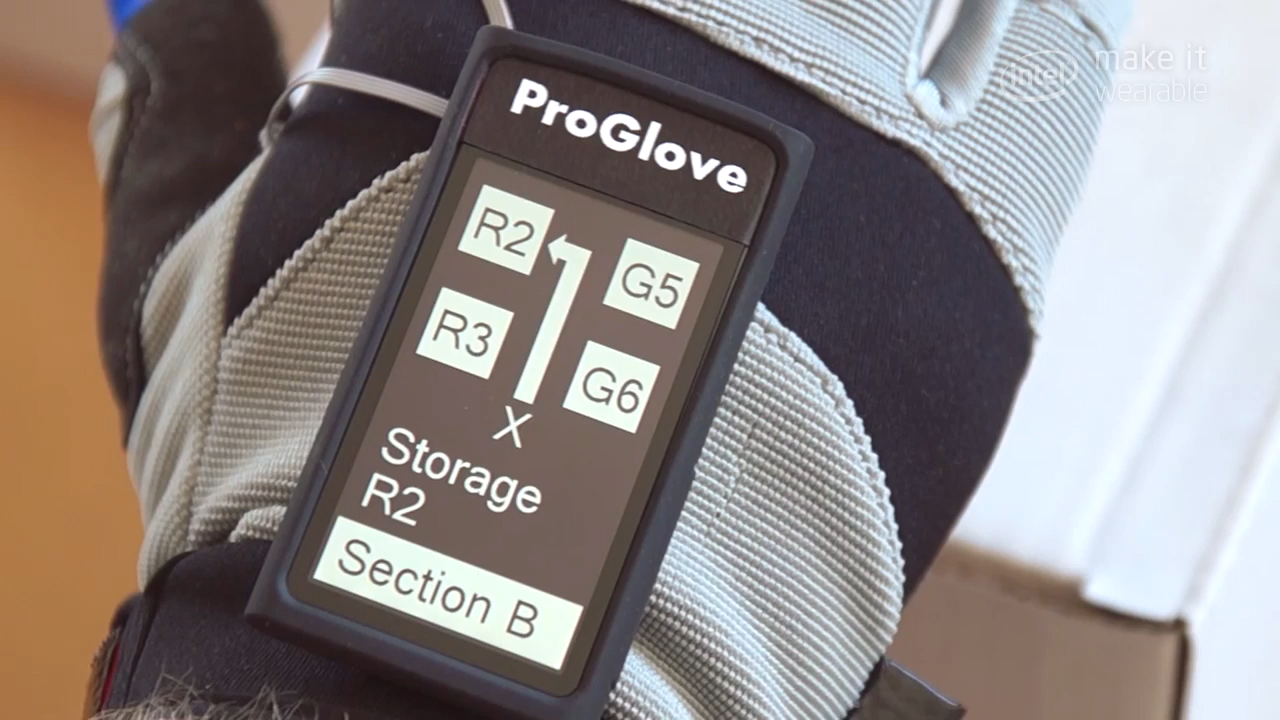 intel
make it
wearable
ProGlove
R2
G5
R3
G6
X
Storage
R2
Section B